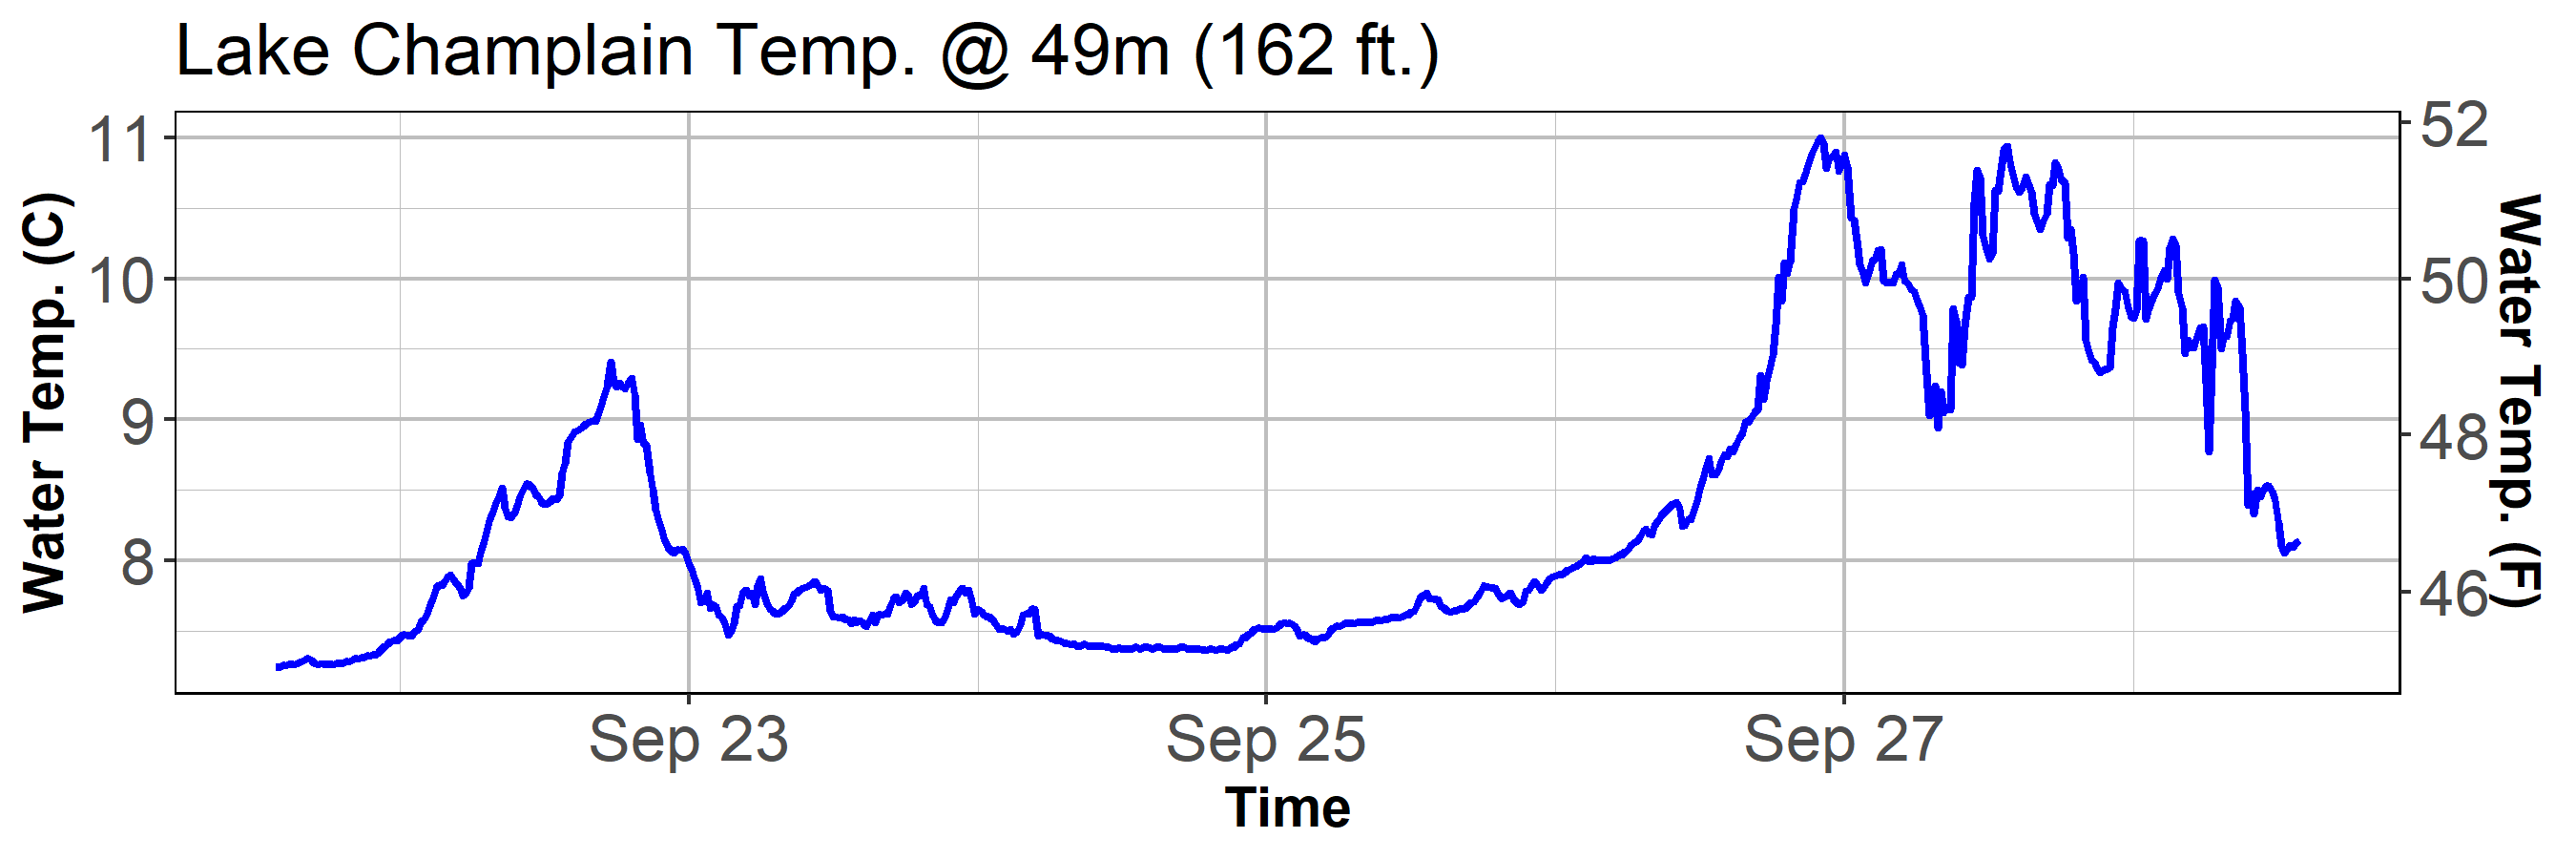 Lake Champlain Temp. @ 49m (162 ft.)
Water Temp. (C)
11
10
9
8
52
50
48
46
Water Temp. (F)
Sep 23 Sep 25 Sep 27
Time